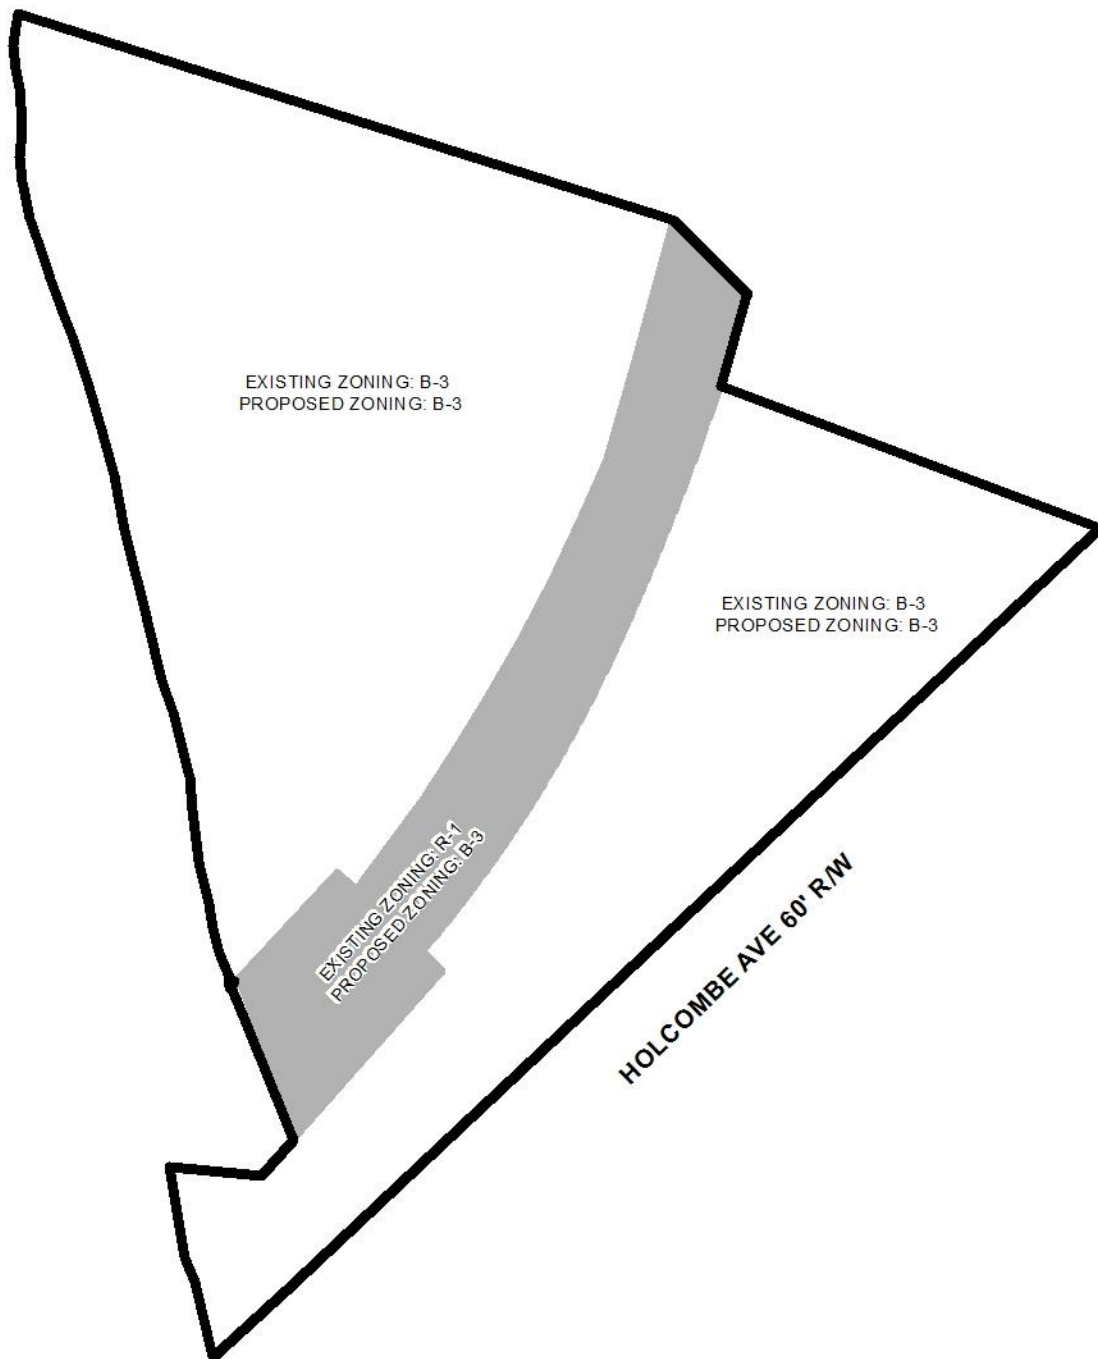 EXISTING ZONING: B-3
PROPOSED ZONING: B-3
EXISTING ZONING: B-3
PROPOSED ZONING: B-3
EXISTING ZONING: R-1
PROPOSED ZONING: B-3
HOLCOMBE AVE 60' R/W